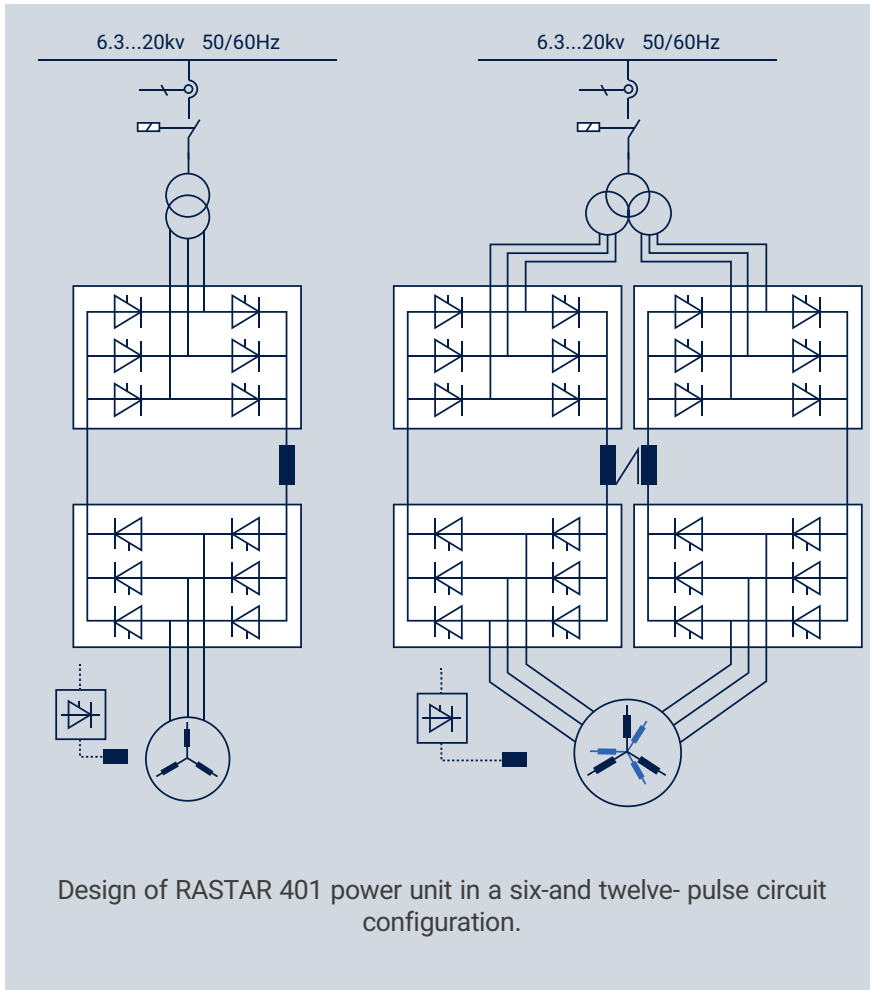 6.3...20kv 50/60Hz
6.3...20kv 50/60Hz
Design of RASTAR 401 power unit in a six-and twelve- pulse circuit
configuration.